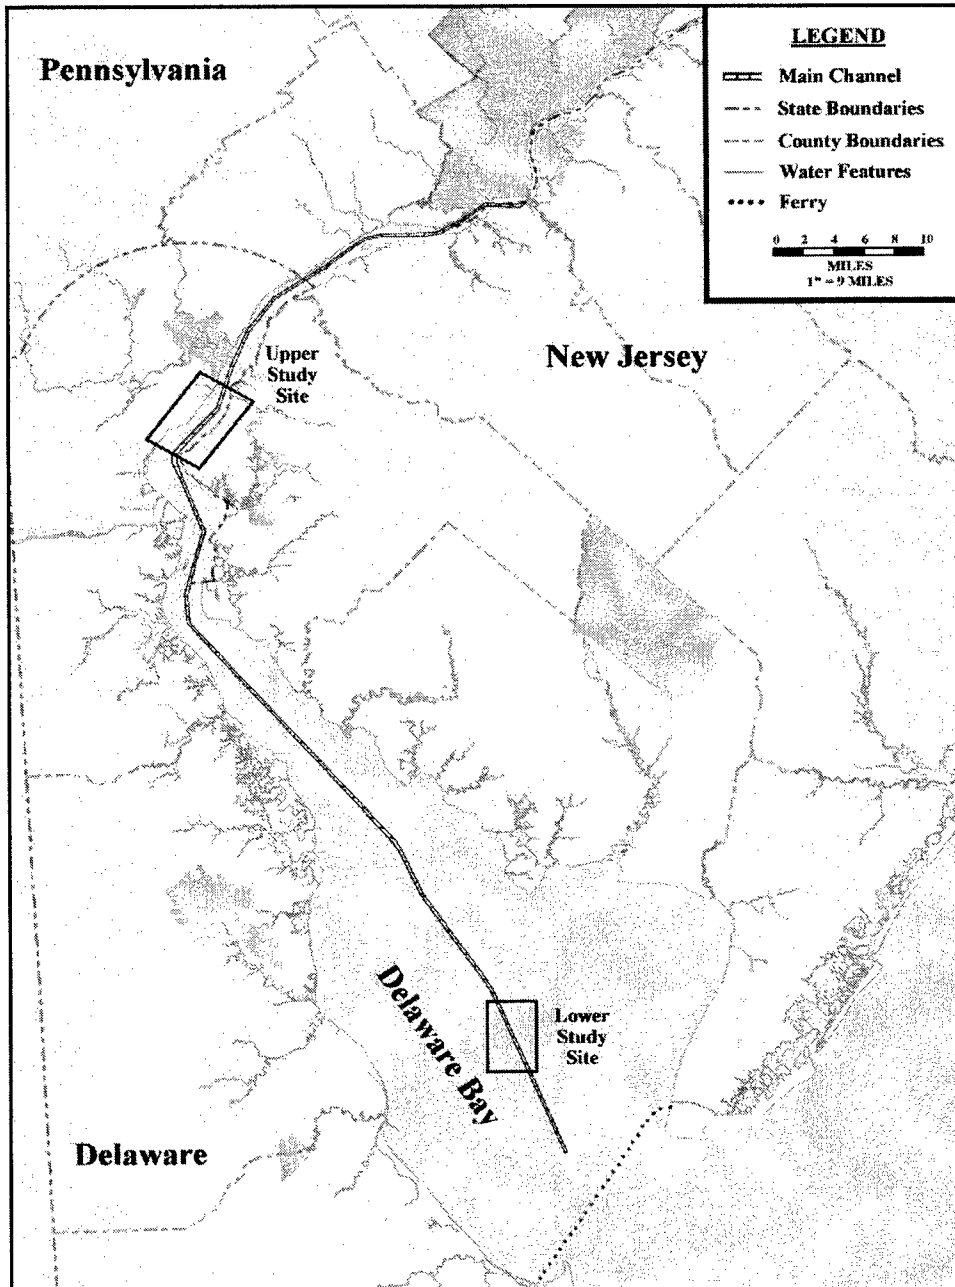 Pennsylvania
LEGEND
Main Channel
State Boundaries
County Boundaries
Water Features
Ferry
0 2 4 6 8 10
MILES
1" = 9 MILES
Upper
Study
Site
New Jersey
Delaware Bay
Lower
Study
Site
Delaware